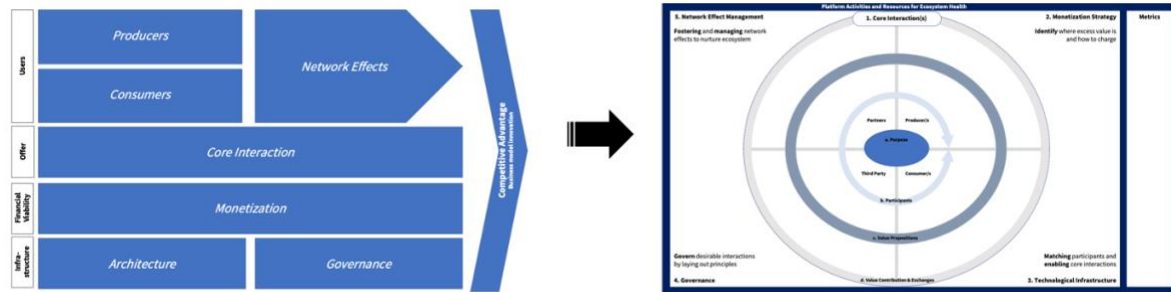 Users
Producers
Consumers
Network Effects
Offer
Core Interaction
Financial
Viability
Monetization
Infra-
structure
Architecture
Governance
Competitive Advantage
Business model innovation
Platform Activities and Resources for Ecosystem Health
5. Network Effect Management
1. Core Interaction(s)
2. Monetization Strategy
Metrics
Fostering and managing network
effects to nurture ecosystem
Identify where excess value is
and how to charge
Partners
Producer/s
a. Purpose
Third Party
Consumer/s
b. Participants
c. Value Propositions
Govern desirable interactions
by laying out principles
Matching participants and
enabling core interactions
4. Governance
d. Value Contribution & Exchanges
3. Technological Infrastructure